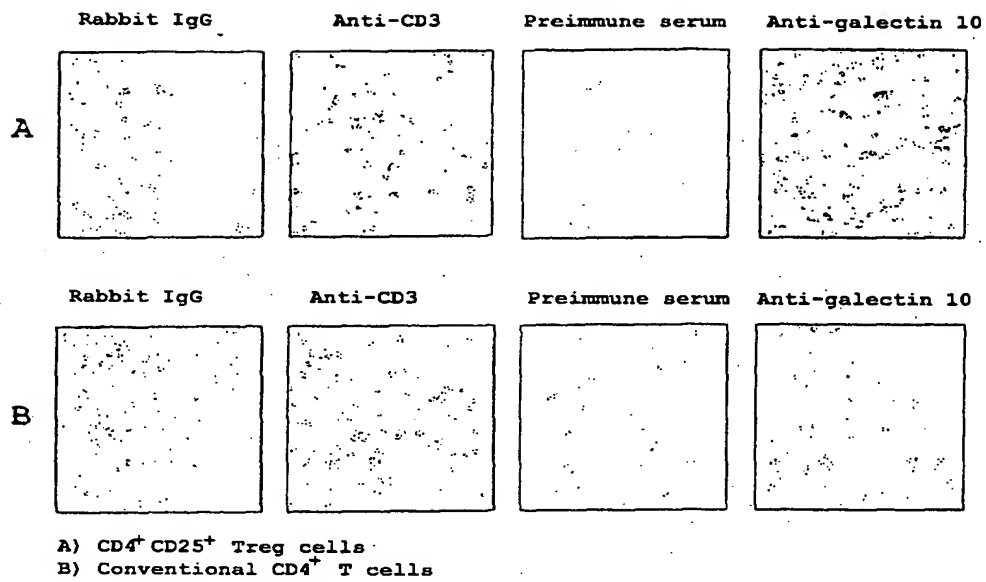 Rabbit IgG Anti-CD3 Preimmune serum Anti-galectin 10
A
Rabbit IgG Anti-CD3 Preimmune serum Anti-galectin 10
B
A) CD4+CD25+ Treg cells
B) Conventional CD4+ T cells